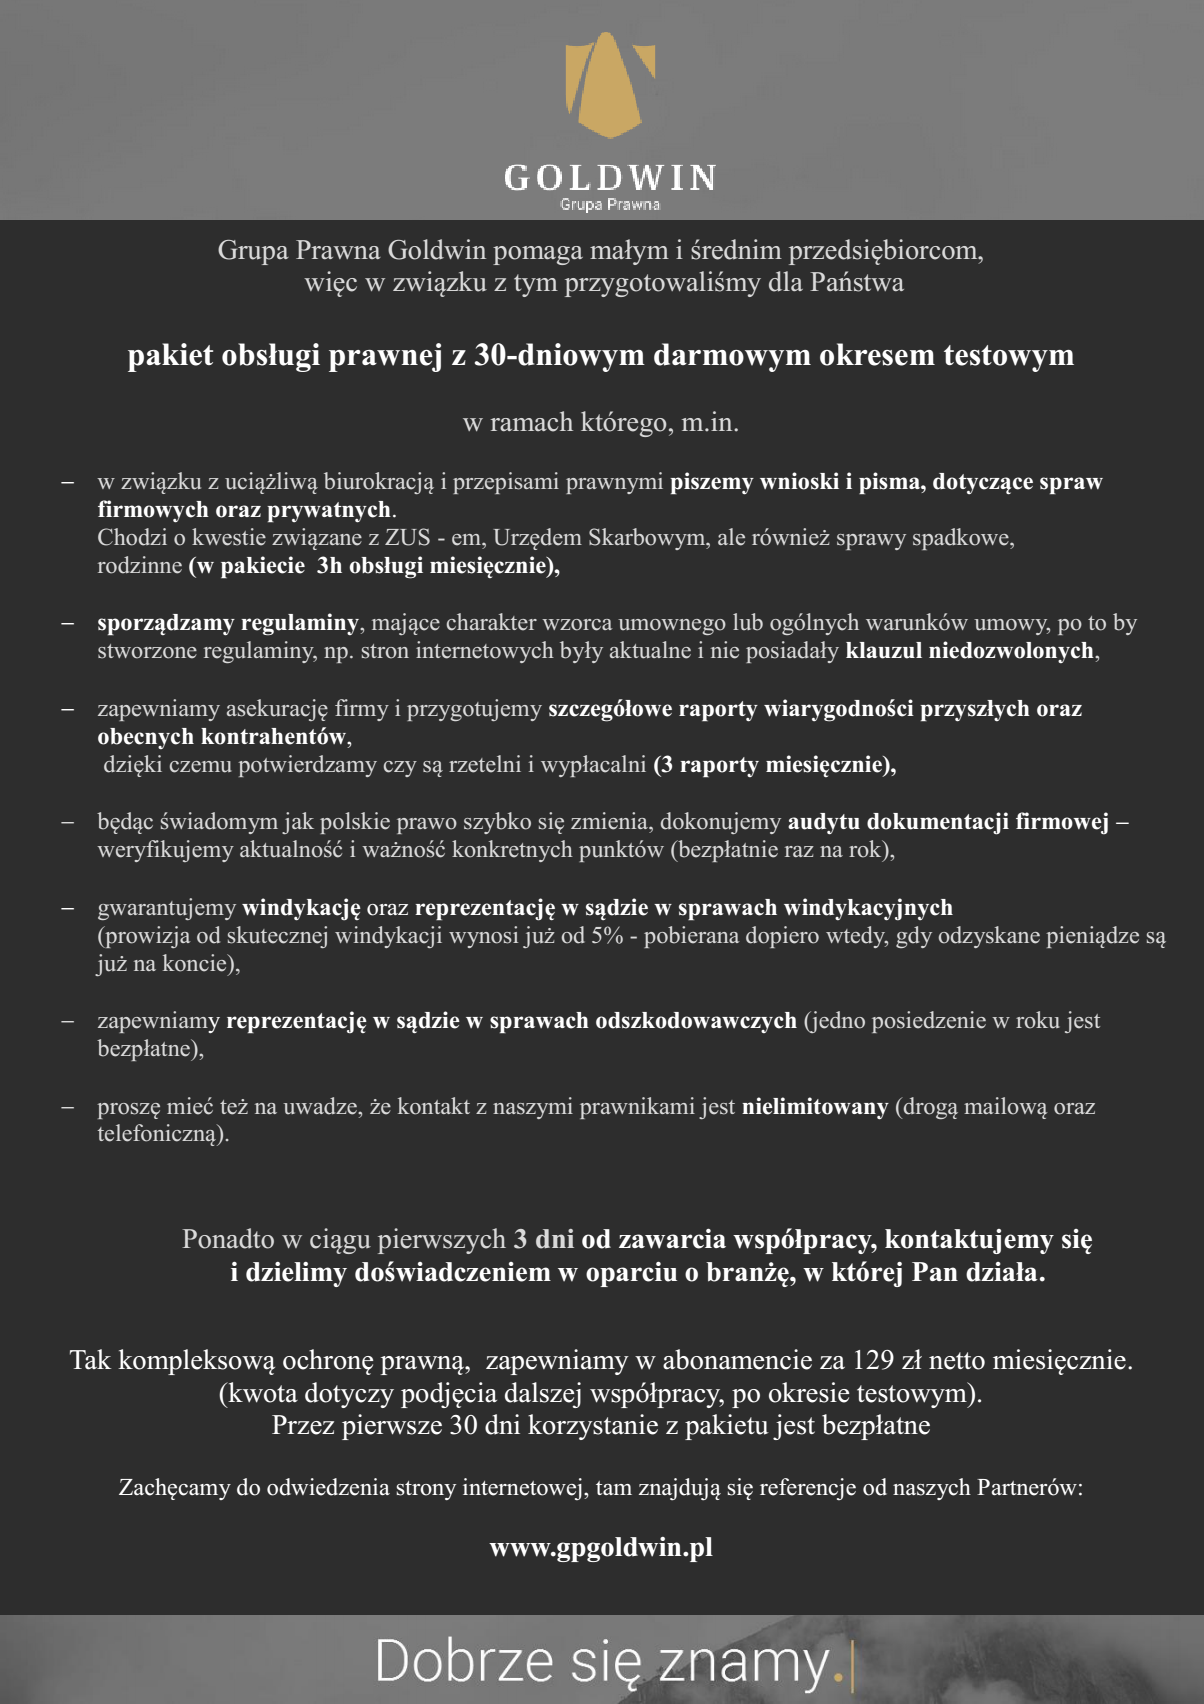 GOLDWIN
Grupa Prawna
Grupa Prawna Goldwin pomaga małym i średnim przedsiębiorcom,
więc w związku z tym przygotowaliśmy dla Państwa
pakiet obsługi prawnej z 30-dniowym darmowym okresem testowym
w ramach którego, m.in.
– w związku z uciążliwą biurokracją i przepisami prawnymi piszemy wnioski i pisma, dotyczące spraw
firmowych oraz prywatnych.
Chodzi o kwestie związane z ZUS - em, Urzędem Skarbowym, ale również sprawy spadkowe,
rodzinne (w pakiecie 3h obsługi miesięcznie),
– sporządzamy regulaminy, mające charakter wzorca umownego lub ogólnych warunków umowy, po to by
stworzone regulaminy, np. stron internetowych były aktualne i nie posiadały klauzul niedozwolonych,
– zapewniamy asekurację firmy i przygotujemy szczegółowe raporty wiarygodności przyszłych oraz
obecnych kontrahentów,
dzięki czemu potwierdzamy czy są rzetelni i wypłacalni (3 raporty miesięcznie),
– będąc świadomym jak polskie prawo szybko się zmienia, dokonujemy audytu dokumentacji firmowej –
weryfikujemy aktualność i ważność konkretnych punktów (bezpłatnie raz na rok),
– gwarantujemy windykację oraz reprezentację w sądzie w sprawach windykacyjnych
(prowizja od skutecznej windykacji wynosi już od 5% - pobierana dopiero wtedy, gdy odzyskane pieniądze są
już na koncie),
– zapewniamy reprezentację w sądzie w sprawach odszkodowawczych (jedno posiedzenie w roku jest
bezpłatne),
– proszę mieć też na uwadze, że kontakt z naszymi prawnikami jest nielimitowany (drogą mailową oraz
telefoniczną).
Ponadto w ciągu pierwszych 3 dni od zawarcia współpracy, kontaktujemy się
i dzielimy doświadczeniem w oparciu o branżę, w której Pan działa.
Tak kompleksową ochronę prawną, zapewniamy w abonamencie za 129 zł netto miesięcznie.
(kwota dotyczy podjęcia dalszej współpracy, po okresie testowym).
Przez pierwsze 30 dni korzystanie z pakietu jest bezpłatne
Zachęcamy do odwiedzenia strony internetowej, tam znajdują się referencje od naszych Partnerów:
www.gpgoldwin.pl
Dobrze się znamy.